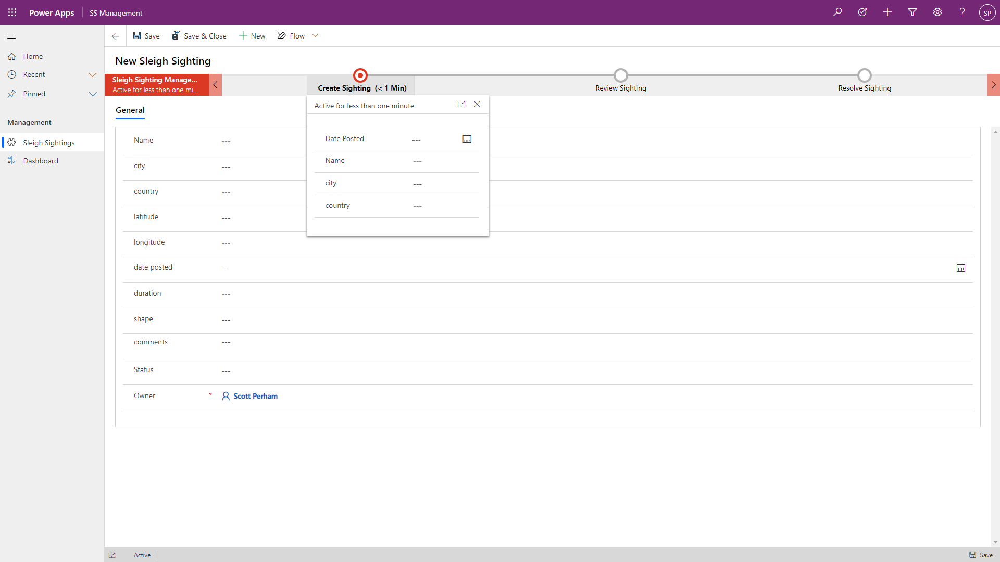 Power Apps
SS Management
SP
Save
Save & Close
New
Flow
Home
Recent
Pinned
Management
Sleigh Sightings
Dashboard
New Sleigh Sighting
Sleigh Sighting Manage...
Active for less than one mi...
Create Sighting (< 1 Min)
Review Sighting
Resolve Sighting
Active for less than one minute
Date Posted ---
Name ---
city ---
country ---
General
Name ---
city ---
country ---
latitude ---
longitude ---
date posted ---
duration ---
shape ---
comments ---
Status ---
Owner * Scott Perham
Active
Save